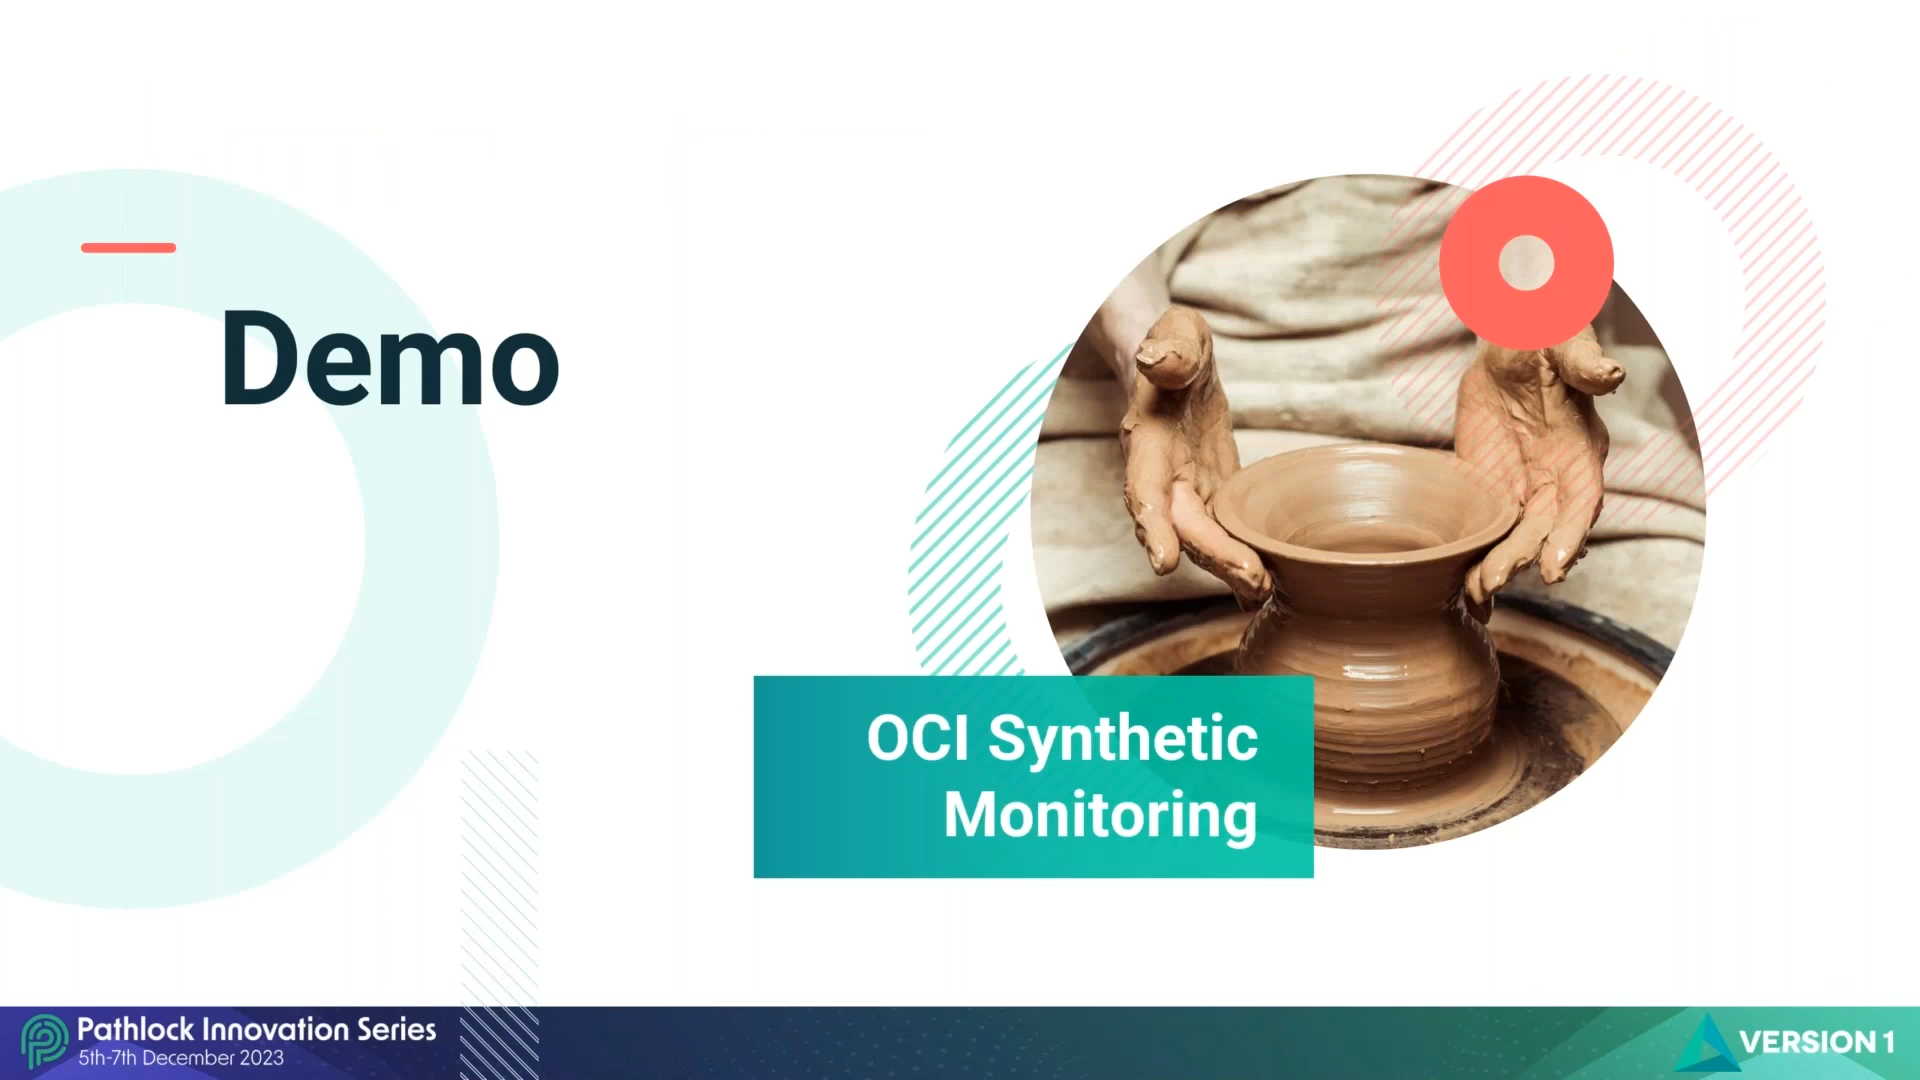 Demo
OCI Synthetic
Monitoring
Pathlock Innovation Series
5th-7th December 2023
VERSION 1